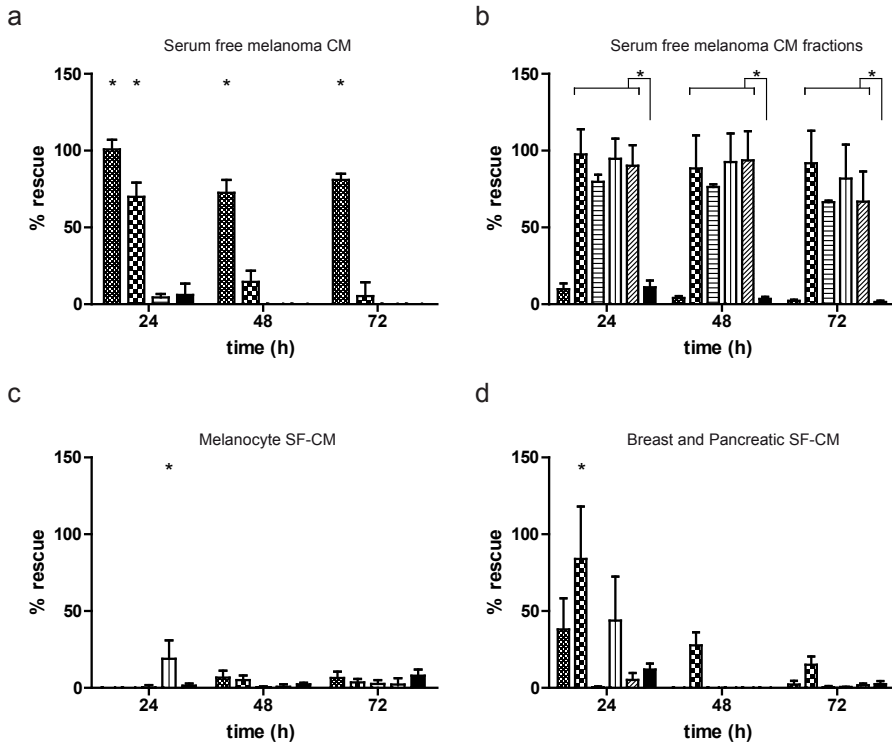 a
Serum free melanoma CM
150
100
50
0
% rescue
* * * *
24 48 72
time (h)
b
Serum free melanoma CM fractions
150
100
50
0
% rescue
* * *
24 48 72
time (h)
c
Melanocyte SF-CM
150
100
50
0
% rescue
*
24 48 72
time (h)
d
Breast and Pancreatic SF-CM
150
100
50
0
% rescue
*
24 48 72
time (h)